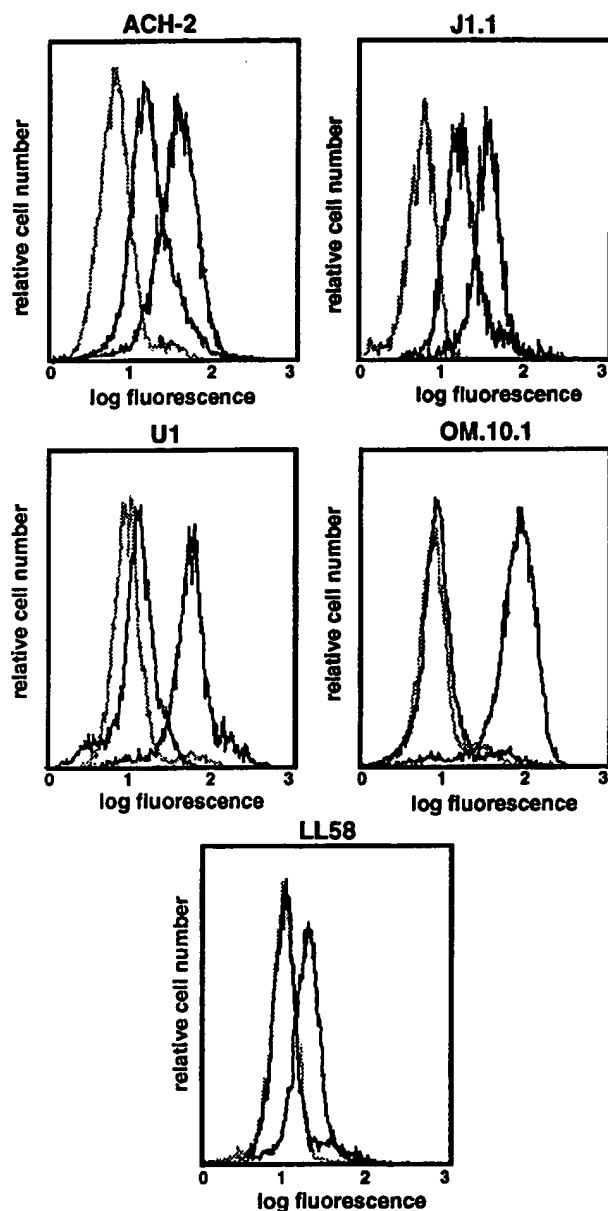 ACH-2
J1.1
relative cell number
relative cell number
0 1 2 3
0 1 2 3
log fluorescence
log fluorescence
U1
OM.10.1
relative cell number
relative cell number
0 1 2 3
0 1 2 3
log fluorescence
log fluorescence
LL58
relative cell number
0 1 2 3
log fluorescence